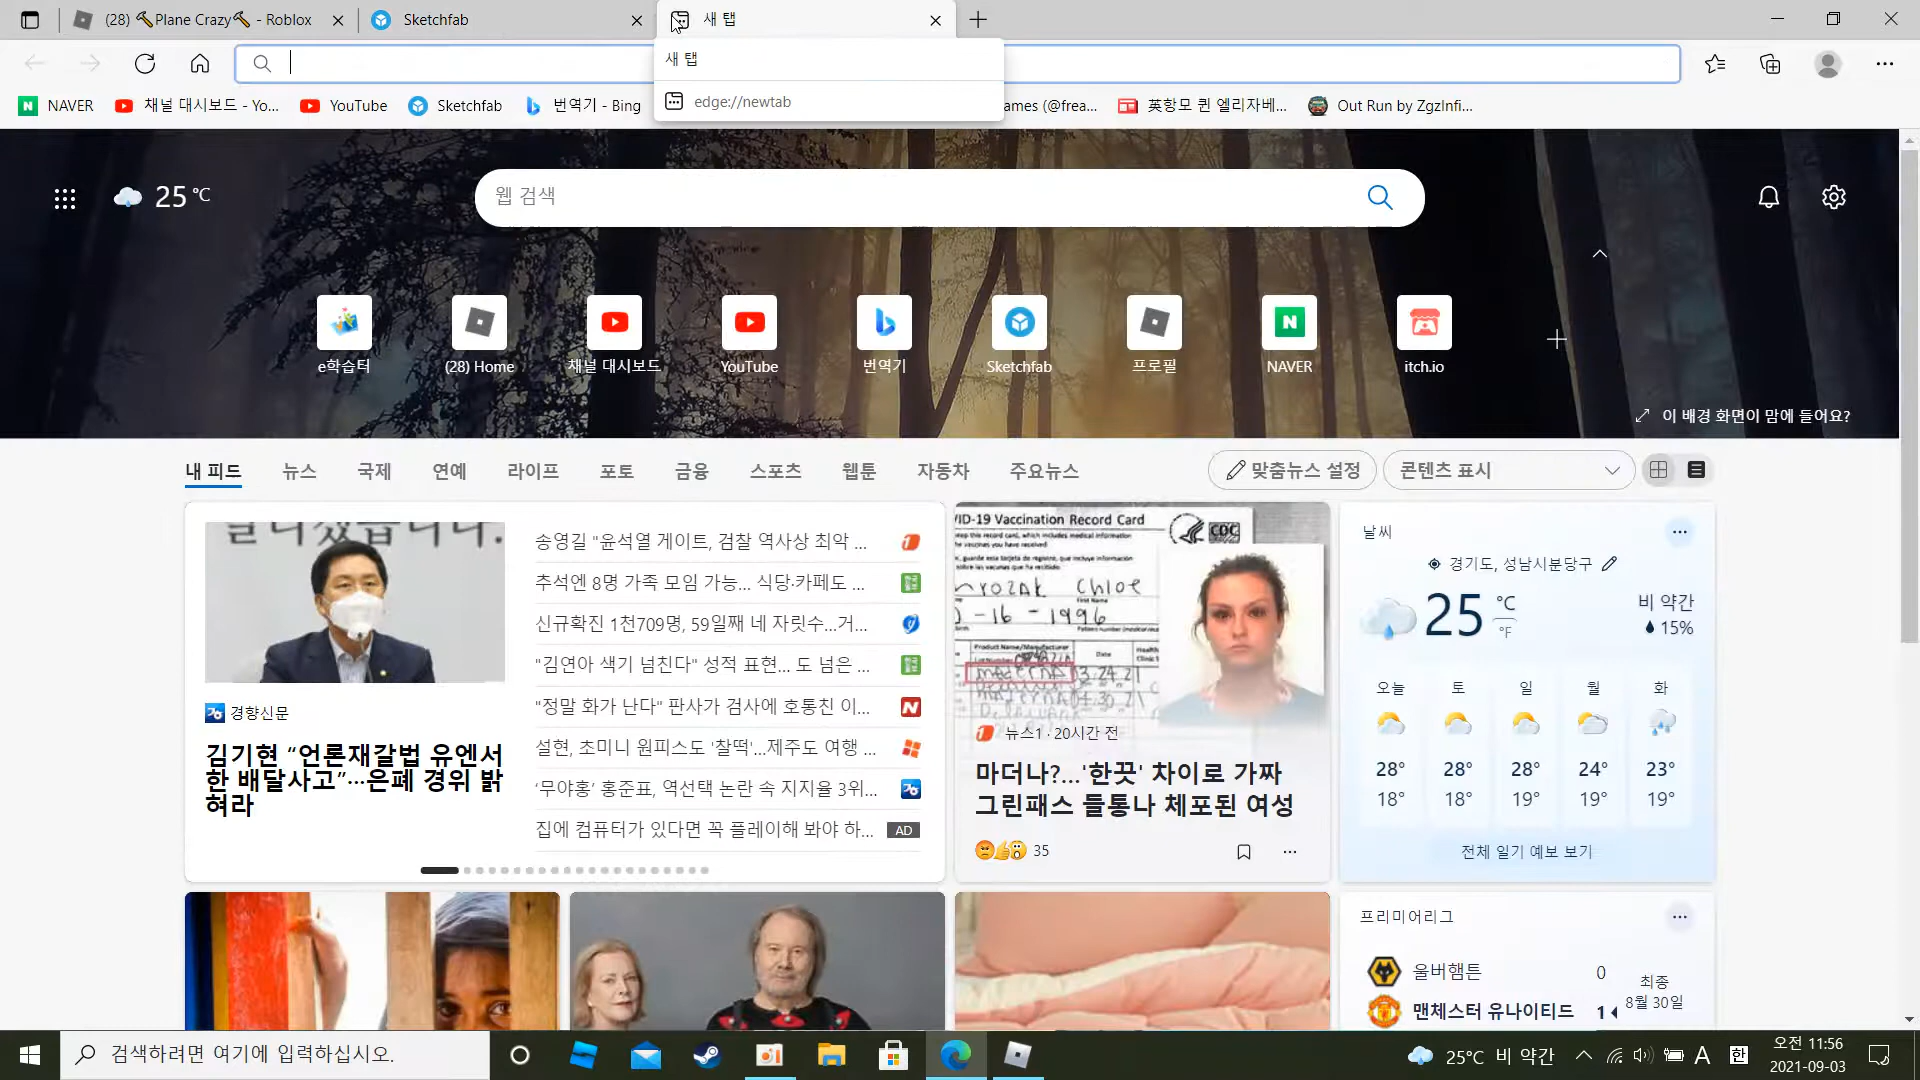 (28) 🔨Plane Crazy🔨 - Roblox
Sketchfab
새 탭
새 탭
edge://newtab
NAVER
채널 대시보드 - Yo...
YouTube
Sketchfab
번역기 - Bing
ames (@frea...
英항모 퀸 엘리자베...
Out Run by ZgzInfi...
25 ℃
웹 검색
e학습터
(28) Home
채널 대시보드
YouTube
번역기
Sketchfab
프로필
NAVER
itch.io
이 배경 화면이 맘에 들어요?
내 피드
뉴스
국제
연예
라이프
포토
금융
스포츠
웹툰
자동차
주요뉴스
맞춤뉴스 설정
콘텐츠 표시
경향신문
김기현 “언론재갈법 유엔서
한 배달사고”…은폐 경위 밝
혀라
송영길 "윤석열 게이트, 검찰 역사상 최악 ...
추석엔 8명 가족 모임 가능... 식당·카페도 ...
신규확진 1천709명, 59일째 네 자릿수...거...
"김연아 색기 넘친다" 성적 표현... 도 넘은 ...
"정말 화가 난다" 판사가 검사에 호통친 이...
설현, 초미니 원피스도 '찰떡'...제주도 여행 ...
‘무야홍’ 홍준표, 역선택 논란 속 지지율 3위...
집에 컴퓨터가 있다면 꼭 플레이해 봐야 하...
AD
VID-19 Vaccination Record Card
CDC
Chloe
-16-1996
Product Name/Manufacturer
Date
뉴스1 · 20시간 전
마더나?...'한끗' 차이로 가짜
그린패스 들통나 체포된 여성
35
날씨
경기도, 성남시분당구
25 °C
°F
비 약간
15%
오늘 토 일 월 화
28° 28° 28° 24° 23°
18° 18° 19° 19° 19°
전체 일기 예보 보기
프리미어리그
울버햄튼 0
맨체스터 유나이티드 1
최종
8월 30일
검색하려면 여기에 입력하십시오.
25°C 비 약간
A
한
오전 11:56
2021-09-03